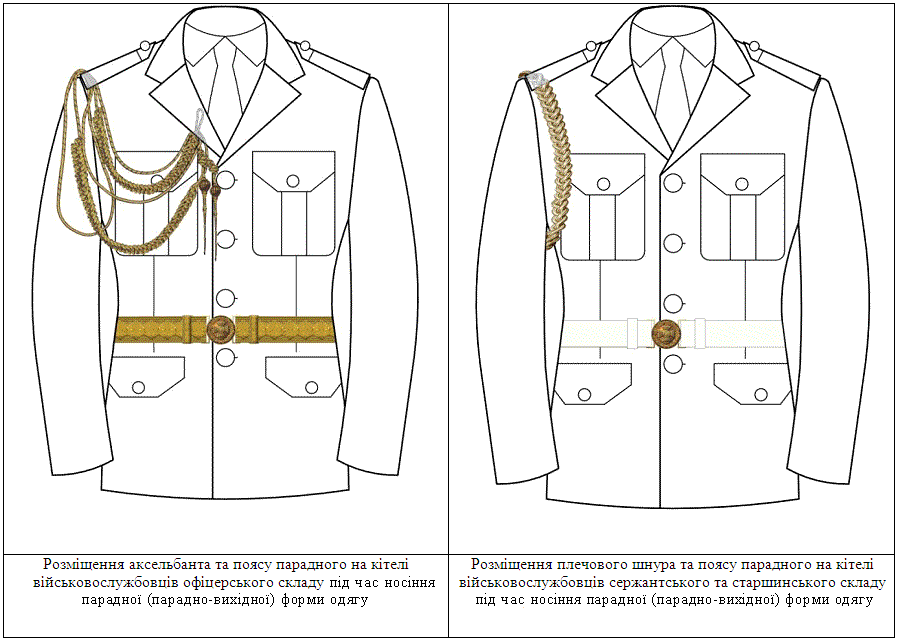 Розміщення аксельбанта та поясу парадного на кітелі
військовослужбовців офіцерського складу під час носіння
парадної (парадно-вихідної) форми одягу
Розміщення плечового шнура та поясу парадного на кітелі
військовослужбовців сержантського та старшинського складу
під час носіння парадної (парадно-вихідної) форми одягу